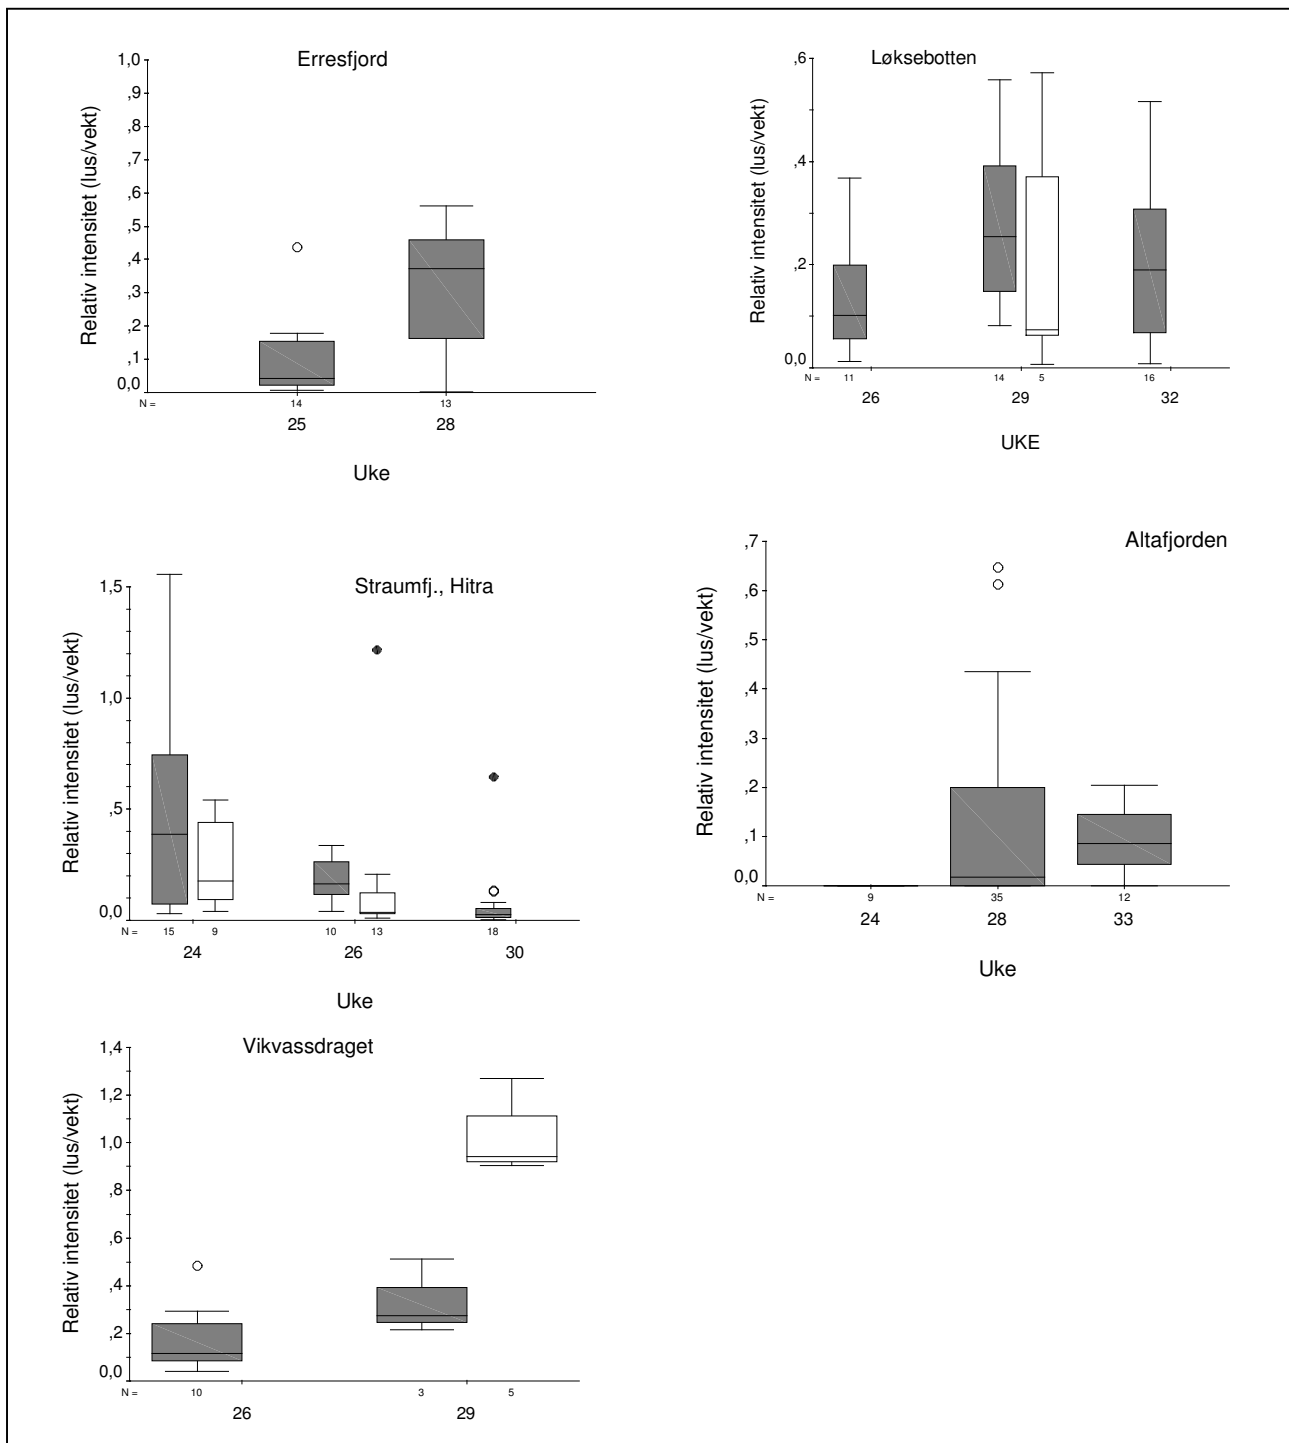 Erresfjord
Relativ intensitet (lus/vekt)
1,0
,9
,8
,7
,6
,5
,4
,3
,2
,1
0,0
N = 14 13
25 28
Uke
Løksebotten
Relativ intensitet (lus/vekt)
,6
,4
,2
0,0
N = 11 14 5 16
26 29 32
UKE
Straumfj., Hitra
Relativ intensitet (lus/vekt)
1,5
1,0
,5
0,0
N = 15 9 10 13 18
24 26 30
Uke
Altafjorden
Relativ intensitet (lus/vekt)
,7
,6
,5
,4
,3
,2
,1
0,0
N = 9 35 12
24 28 33
Uke
Vikvassdraget
Relativ intensitet (lus/vekt)
1,4
1,2
1,0
,8
,6
,4
,2
0,0
N = 10 3 5
26 29